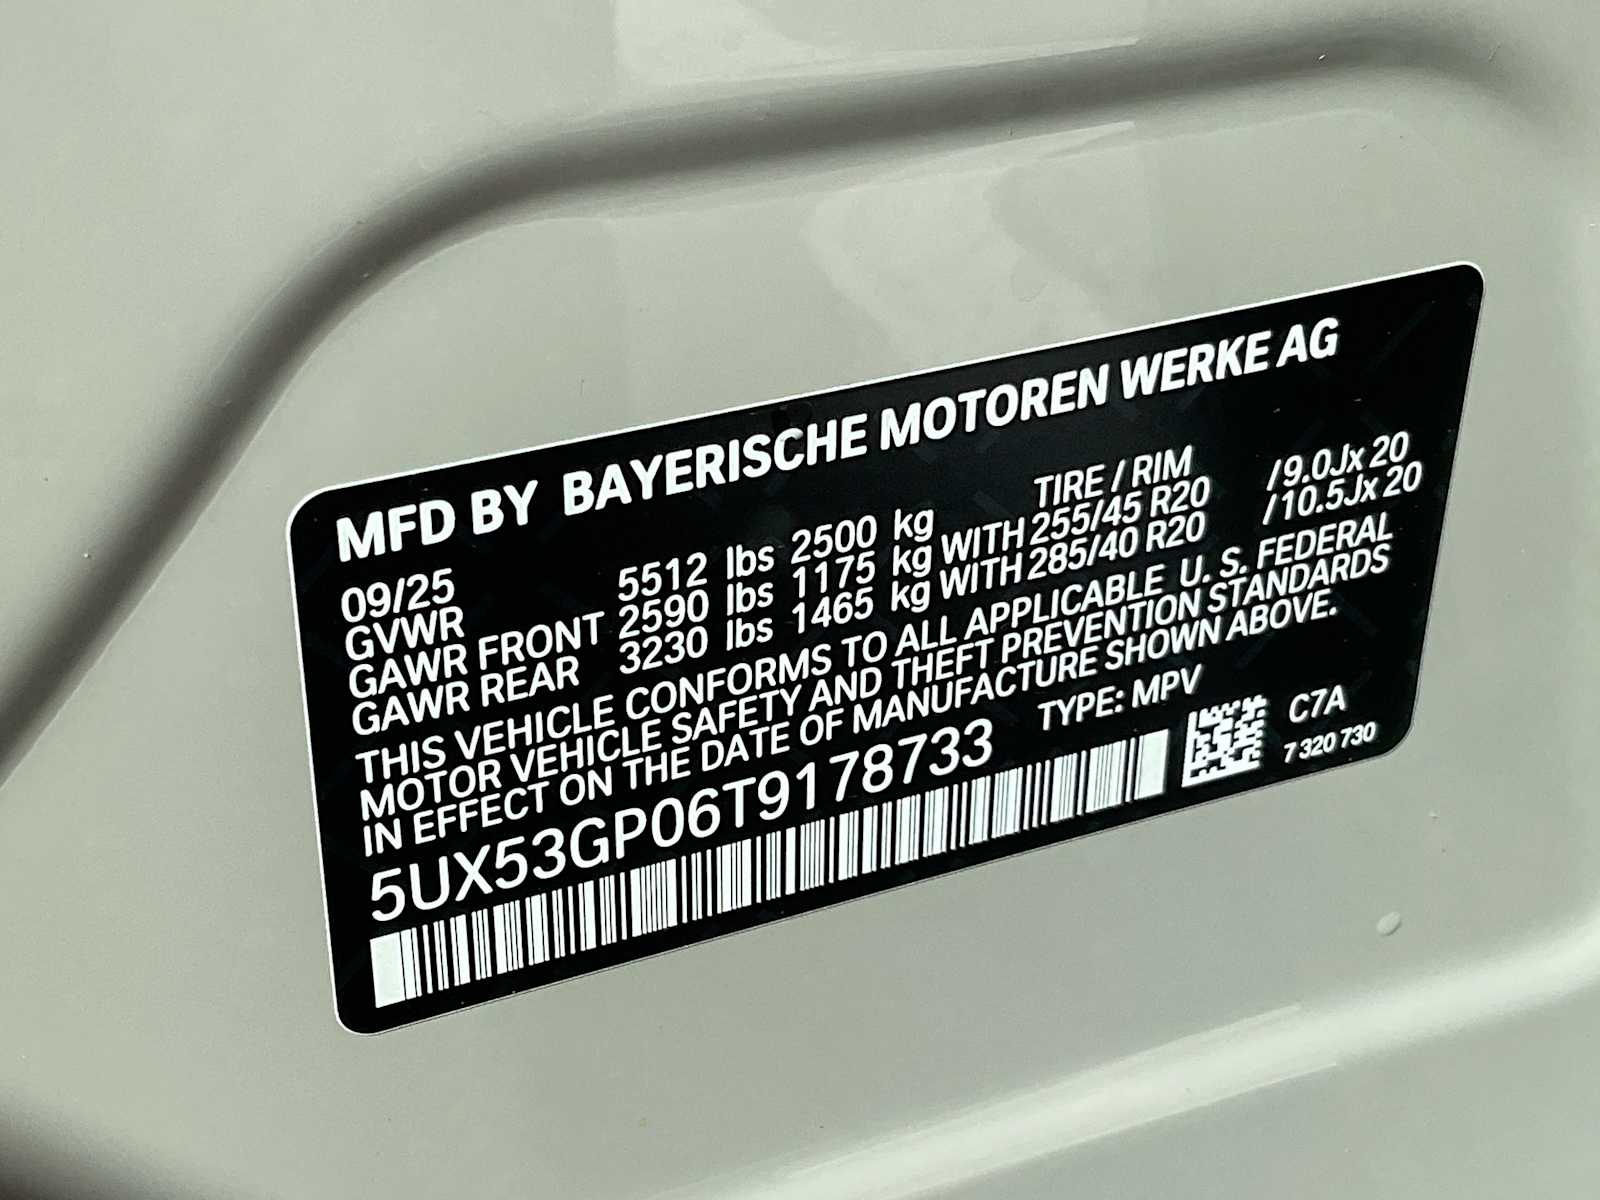 MFD BY BAYERISCHE MOTOREN WERKE AG
09/25 TIRE / RIM
GVWR 5512 lbs 2500 kg
GAWR FRONT 2590 lbs 1175 kg WITH 255/45 R20 /9.0Jx 20
GAWR REAR 3230 lbs 1465 kg WITH 285/40 R20 /10.5Jx 20
THIS VEHICLE CONFORMS TO ALL APPLICABLE U. S. FEDERAL
MOTOR VEHICLE SAFETY AND THEFT PREVENTION STANDARDS
IN EFFECT ON THE DATE OF MANUFACTURE SHOWN ABOVE.
5UX53GP06T9178733 TYPE: MPV
C7A
7 320 730